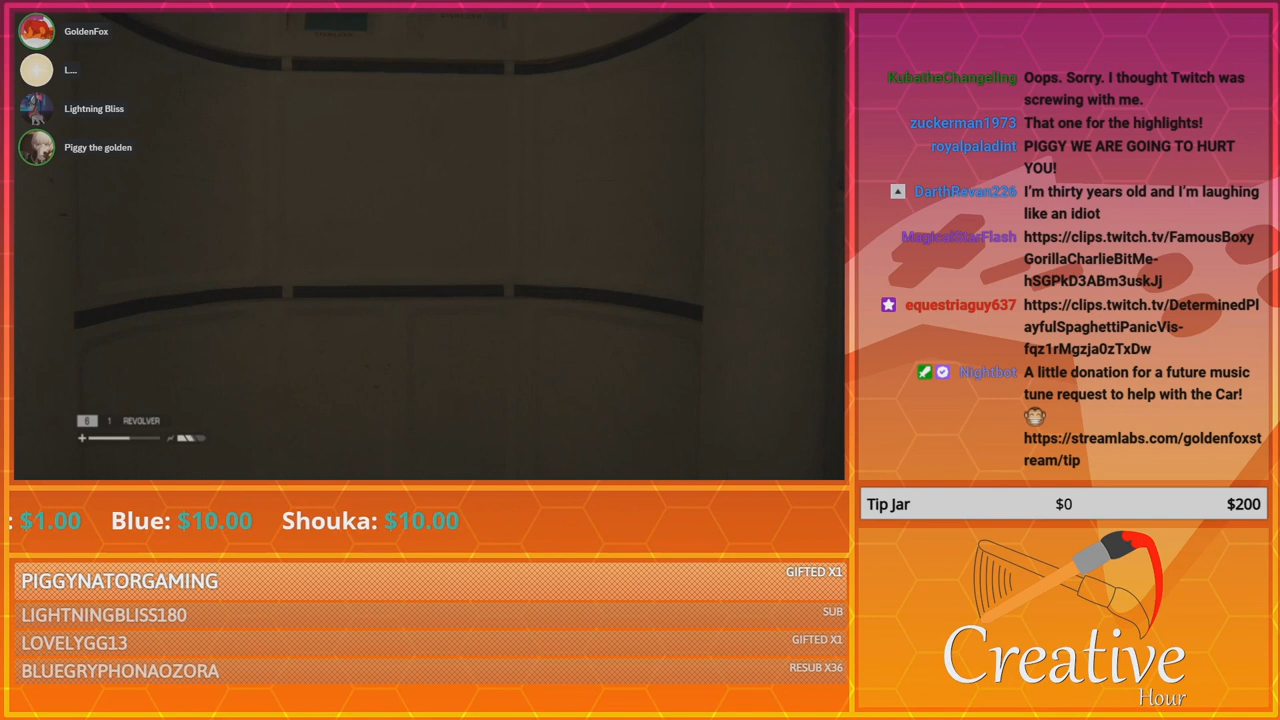 GoldenFox
L...
Lightning Bliss
Piggy the golden
6 1 REVOLVER
KubatheChangeling Oops. Sorry. I thought Twitch was
screwing with me.
zuckerman1973 That one for the highlights!
royalpaladint PIGGY WE ARE GOING TO HURT
YOU!
DarthRevan226 I'm thirty years old and I'm laughing
like an idiot
MagicalStarFlash https://clips.twitch.tv/FamousBoxy
GorillaCharlieBitMe-
hSGPkD3ABm3uskJj
equestriaguy637 https://clips.twitch.tv/DeterminedPl
ayfulSpaghettiPanicVis-
fqz1rMgzja0zTxDw
Nightbot A little donation for a future music
tune request to help with the Car!
https://streamlabs.com/goldenfoxst
ream/tip
Tip Jar $0 $200
: $1.00 Blue: $10.00 Shouka: $10.00
PIGGYNATORGAMING GIFTED X1
LIGHTNINGBLISS180 SUB
LOVELYGG13 GIFTED X1
BLUEGRYPHONAOZORA RESUB X36
Creative
Hour